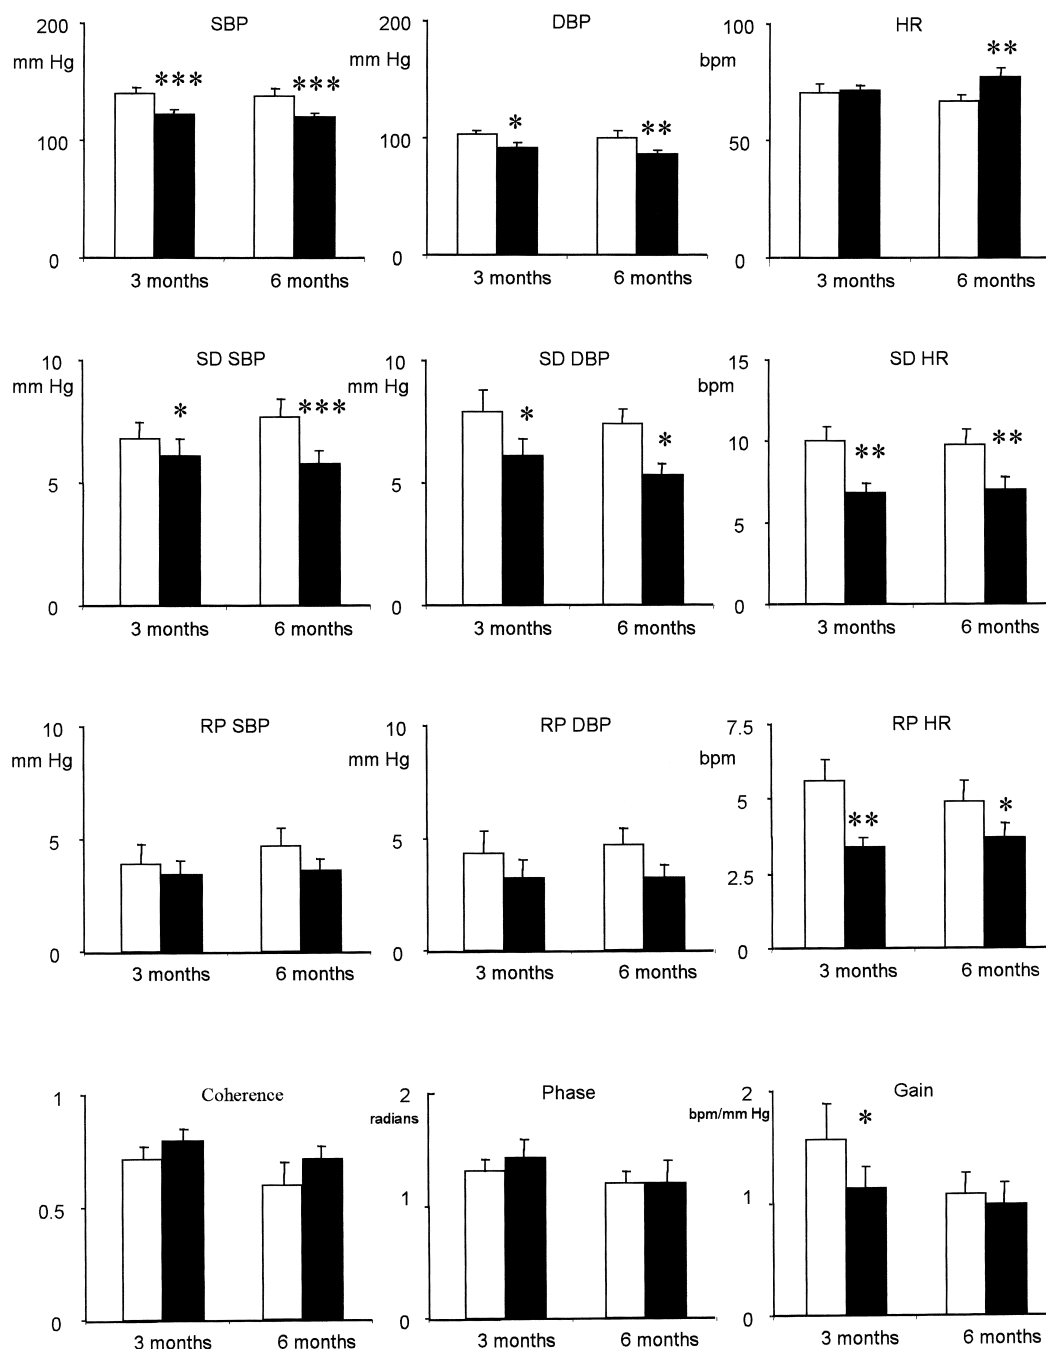 SBP
200
mm Hg
***
***
100
0
3 months
6 months
DBP
200
mm Hg
*
**
100
0
3 months
6 months
HR
100
bpm
**
50
0
3 months
6 months
SD SBP
10
mm Hg
*
***
5
0
3 months
6 months
SD DBP
10
mm Hg
*
*
5
0
3 months
6 months
SD HR
15
bpm
10
**
**
5
0
3 months
6 months
RP SBP
10
mm Hg
5
0
3 months
6 months
RP DBP
10
mm Hg
5
0
3 months
6 months
RP HR
7.5
bpm
5
**
*
2.5
0
3 months
6 months
Coherence
1
0.5
0
3 months
6 months
Phase
2
radians
1
0
3 months
6 months
Gain
2
bpm/mm Hg
*
1
0
3 months
6 months